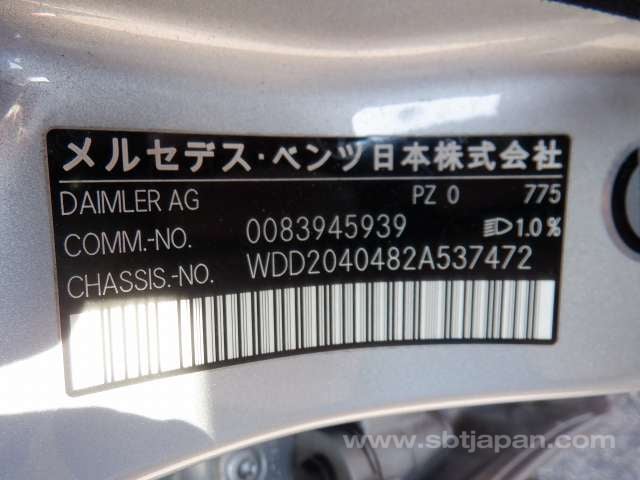 メルセデス・ベンツ日本株式会社
DAIMLER AG PZ 0 775
COMM.-NO. 0083945939 1.0%
CHASSIS.-NO. WDD2040482A537472
www.sbtjapan.com